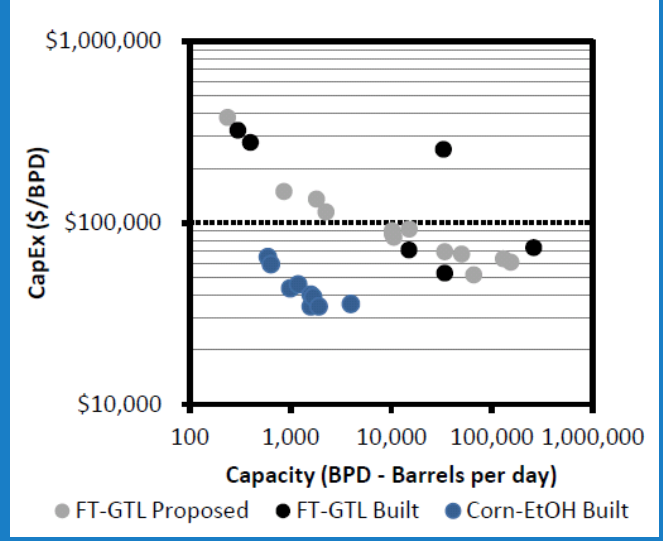 $1,000,000
$100,000
$10,000
CapEx ($/BPD)
100 1,000 10,000 100,000 1,000,000
Capacity (BPD - Barrels per day)
FT-GTL Proposed FT-GTL Built Corn-EtOH Built